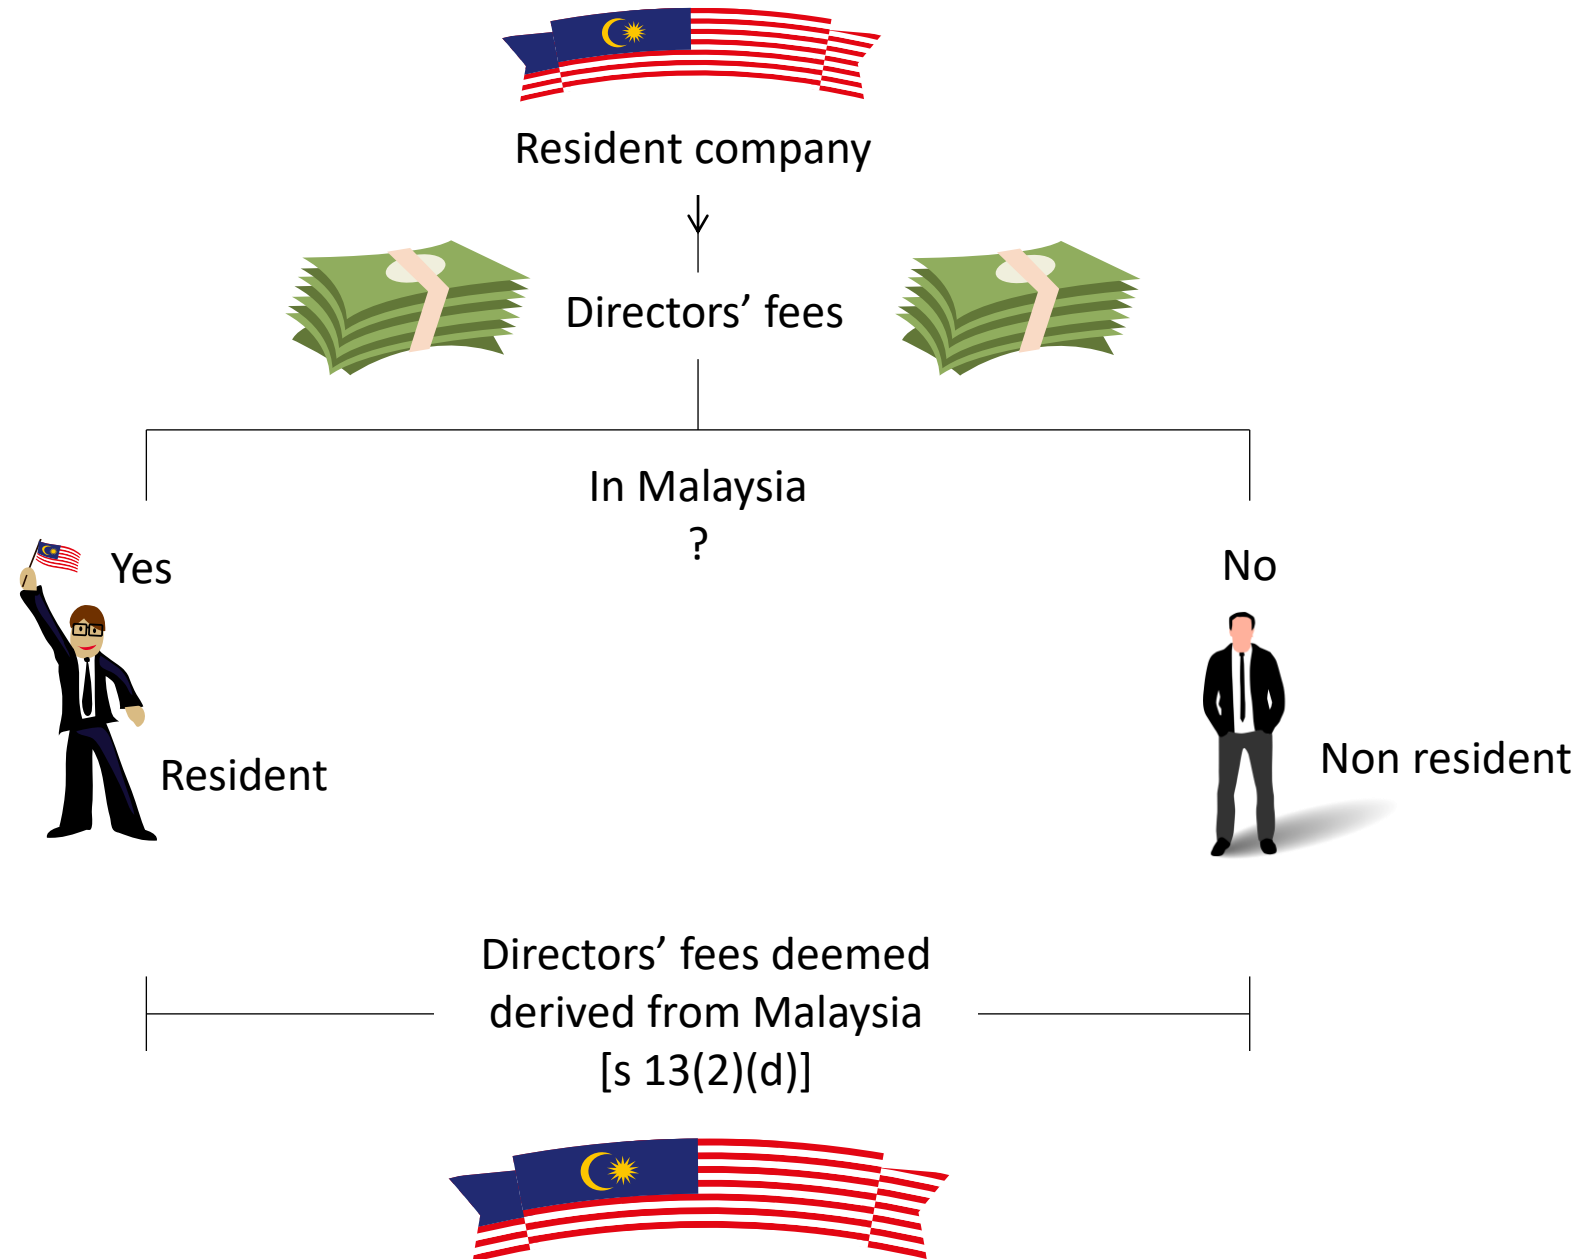 Resident company
Directors’ fees
In Malaysia
?
Yes
No
Resident
Non resident
Directors’ fees deemed
derived from Malaysia
[s 13(2)(d)]